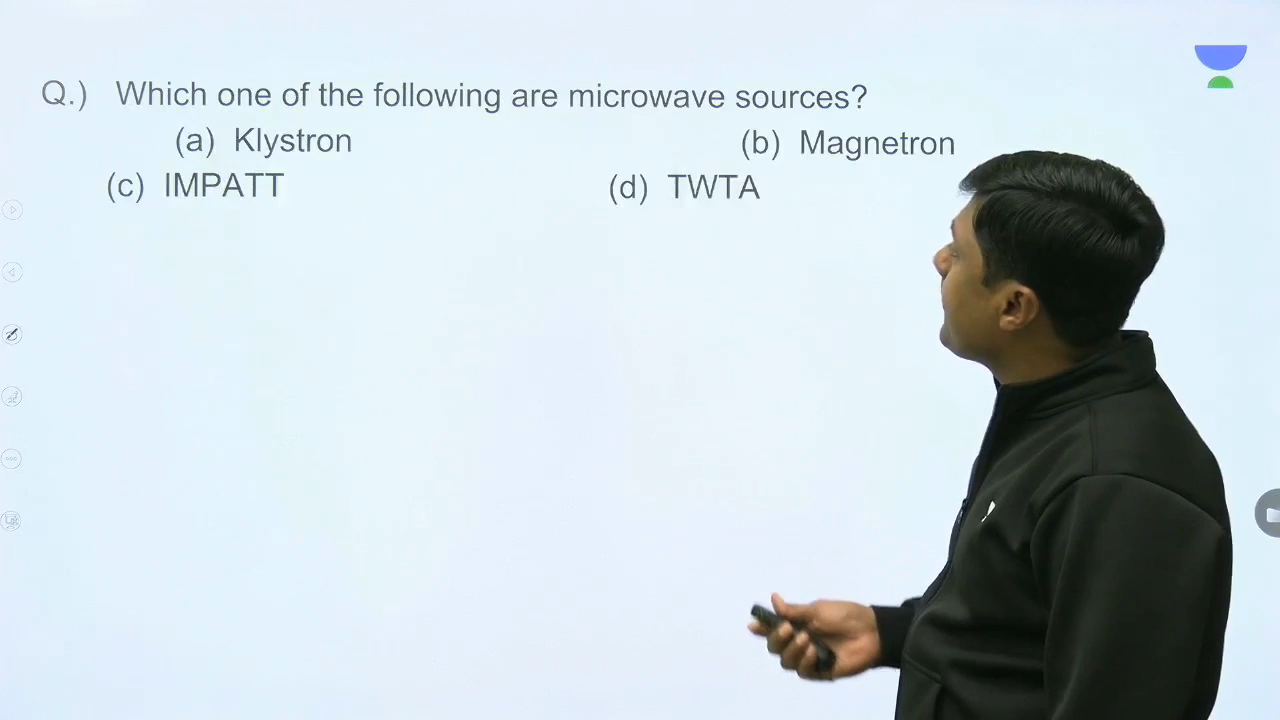 Q.) Which one of the following are microwave sources?
(a) Klystron (b) Magnetron
(c) IMPATT (d) TWTA